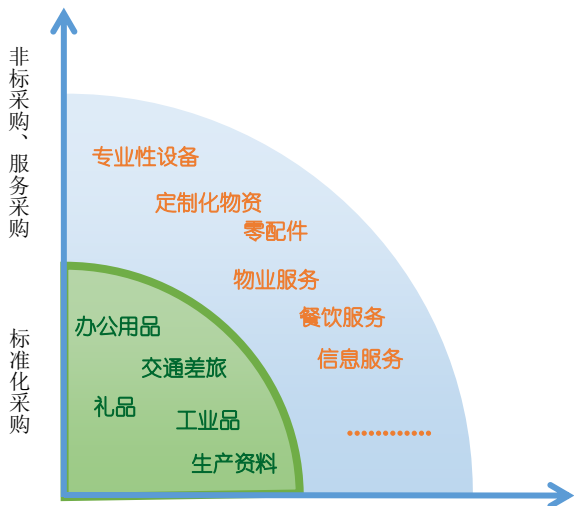 非标采购、服务采购
标准化采购
专业性设备
定制化物资
零配件
物业服务
餐饮服务
信息服务
............
办公用品
交通差旅
礼品
工业品
生产资料